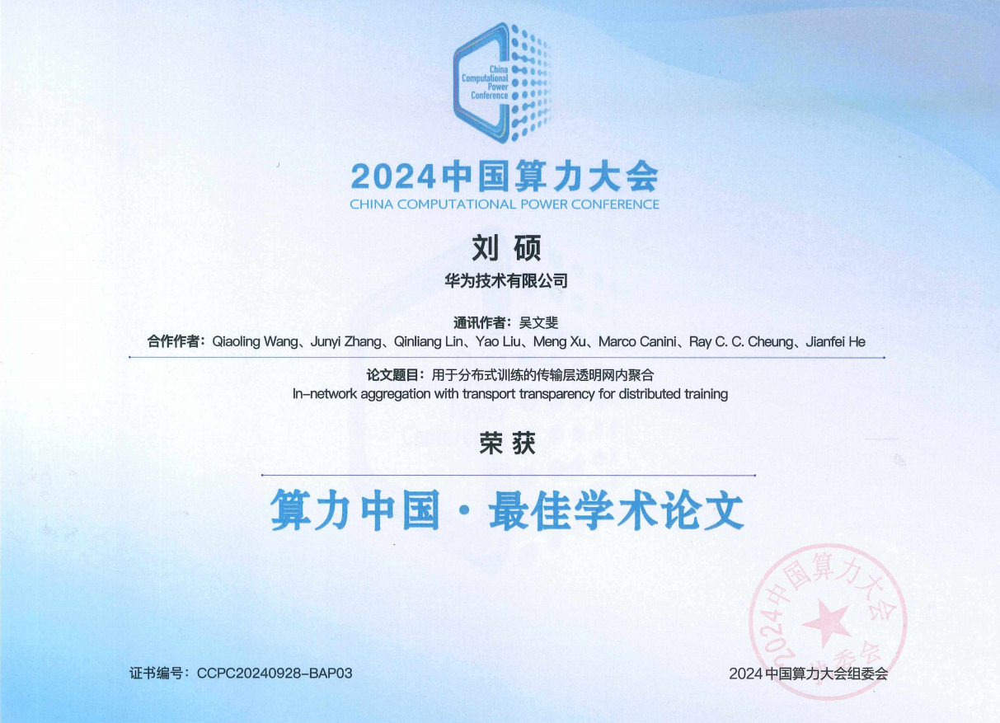 China
Computational
Power
Conference
2024中国算力大会
CHINA COMPUTATIONAL POWER CONFERENCE
刘 硕
华为技术有限公司
通讯作者：吴文斐
合作作者：Qiaoling Wang、Junyi Zhang、Qinliang Lin、Yao Liu、Meng Xu、Marco Canini、Ray C. C. Cheung、Jianfei He
论文题目：用于分布式训练的传输层透明网内聚合
In-network aggregation with transport transparency for distributed training
荣 获
算力中国·最佳学术论文
2024中国算力大会
委会
证书编号：CCPC20240928-BAP03
2024中国算力大会组委会